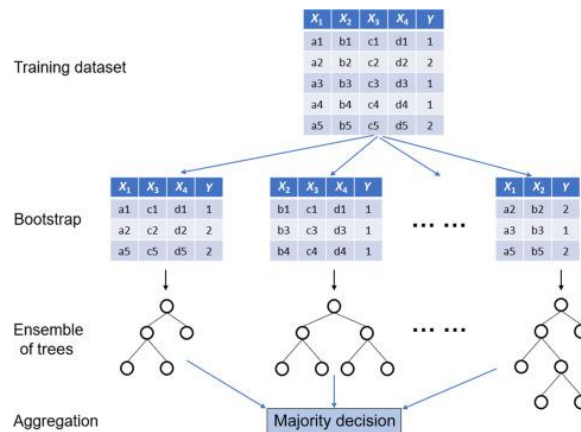 X1 X2 X3 X4 Y
a1 b1 c1 d1 1
Training dataset
a2 b2 c2 d2 2
a3 b3 c3 d3 1
a4 b4 c4 d4 1
a5 b5 c5 d5 2
X1 X3 X4 Y
a1 c1 d1 1
a2 c2 d2 2
a5 c5 d5 2
X2 X3 X4 Y
b1 c1 d1 1
b3 c3 d3 1
b4 c4 d4 1
X1 X2 Y
a2 b2 2
a3 b3 1
a5 b5 2
Bootstrap
... ...
Ensemble
of trees
... ...
Aggregation
Majority decision